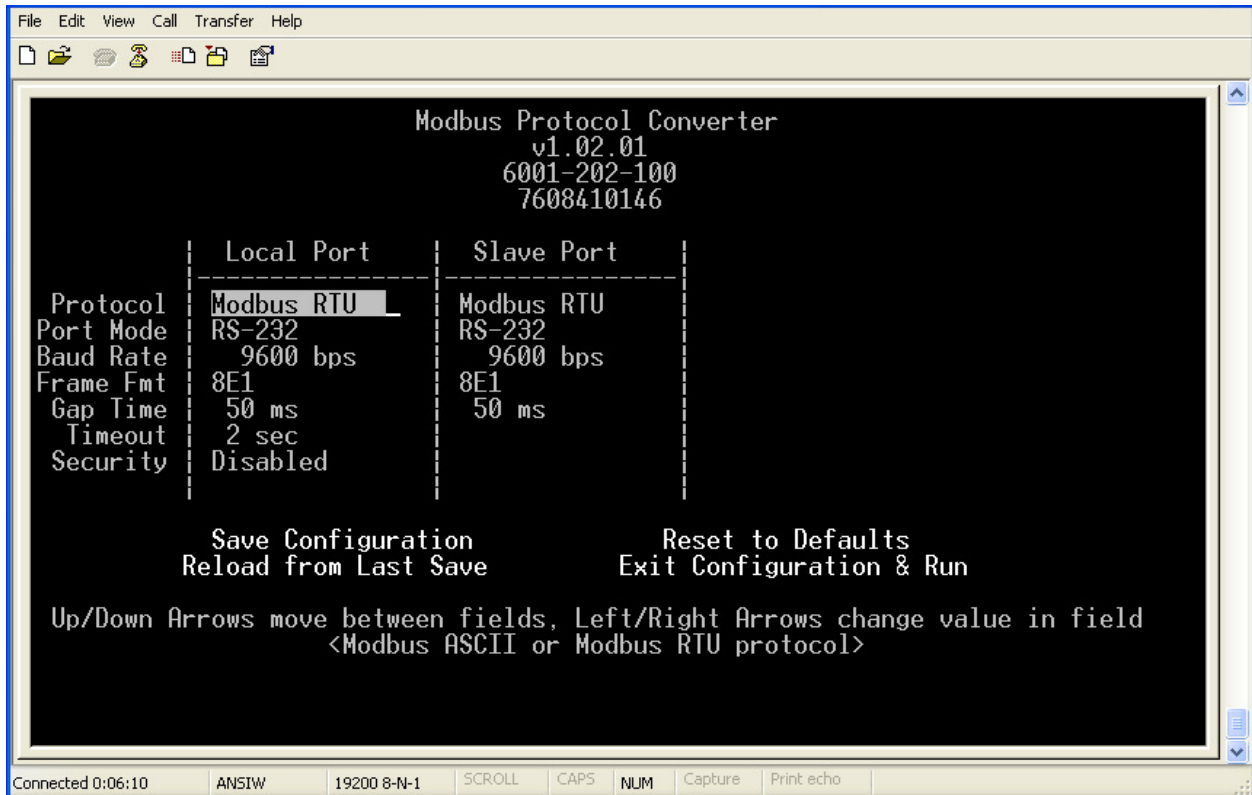 File Edit View Call Transfer Help
Modbus Protocol Converter
v1.02.01
6001-202-100
7608410146
Local Port Slave Port
Protocol Modbus RTU Modbus RTU
Port Mode RS-232 RS-232
Baud Rate 9600 bps 9600 bps
Frame Fmt 8E1 8E1
Gap Time 50 ms 50 ms
Timeout 2 sec
Security Disabled
Save Configuration Reset to Defaults
Reload from Last Save Exit Configuration & Run
Up/Down Arrows move between fields, Left/Right Arrows change value in field
<Modbus ASCII or Modbus RTU protocol>
Connected 0:06:10 ANSIW 19200 8-N-1 SCROLL CAPS NUM Capture Print echo